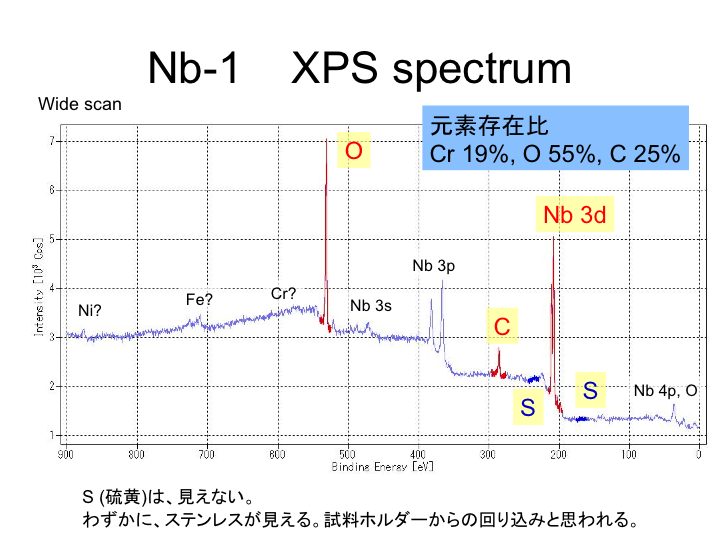 Nb-1 XPS spectrum
Wide scan
元素存在比
Cr 19%, O 55%, C 25%
O
Nb 3d
Nb 3p
Ni?
Fe?
Cr?
Nb 3s
C
S
S
Nb 4p, O
Intensity [10³ Cos]
7
6
5
4
3
2
1
900 800 700 600 500 400 300 200 100 0
Binding Energy [eV]
S (硫黄)は、見えない。
わずかに、ステンレスが見える。試料ホルダーからの回り込みと思われる。